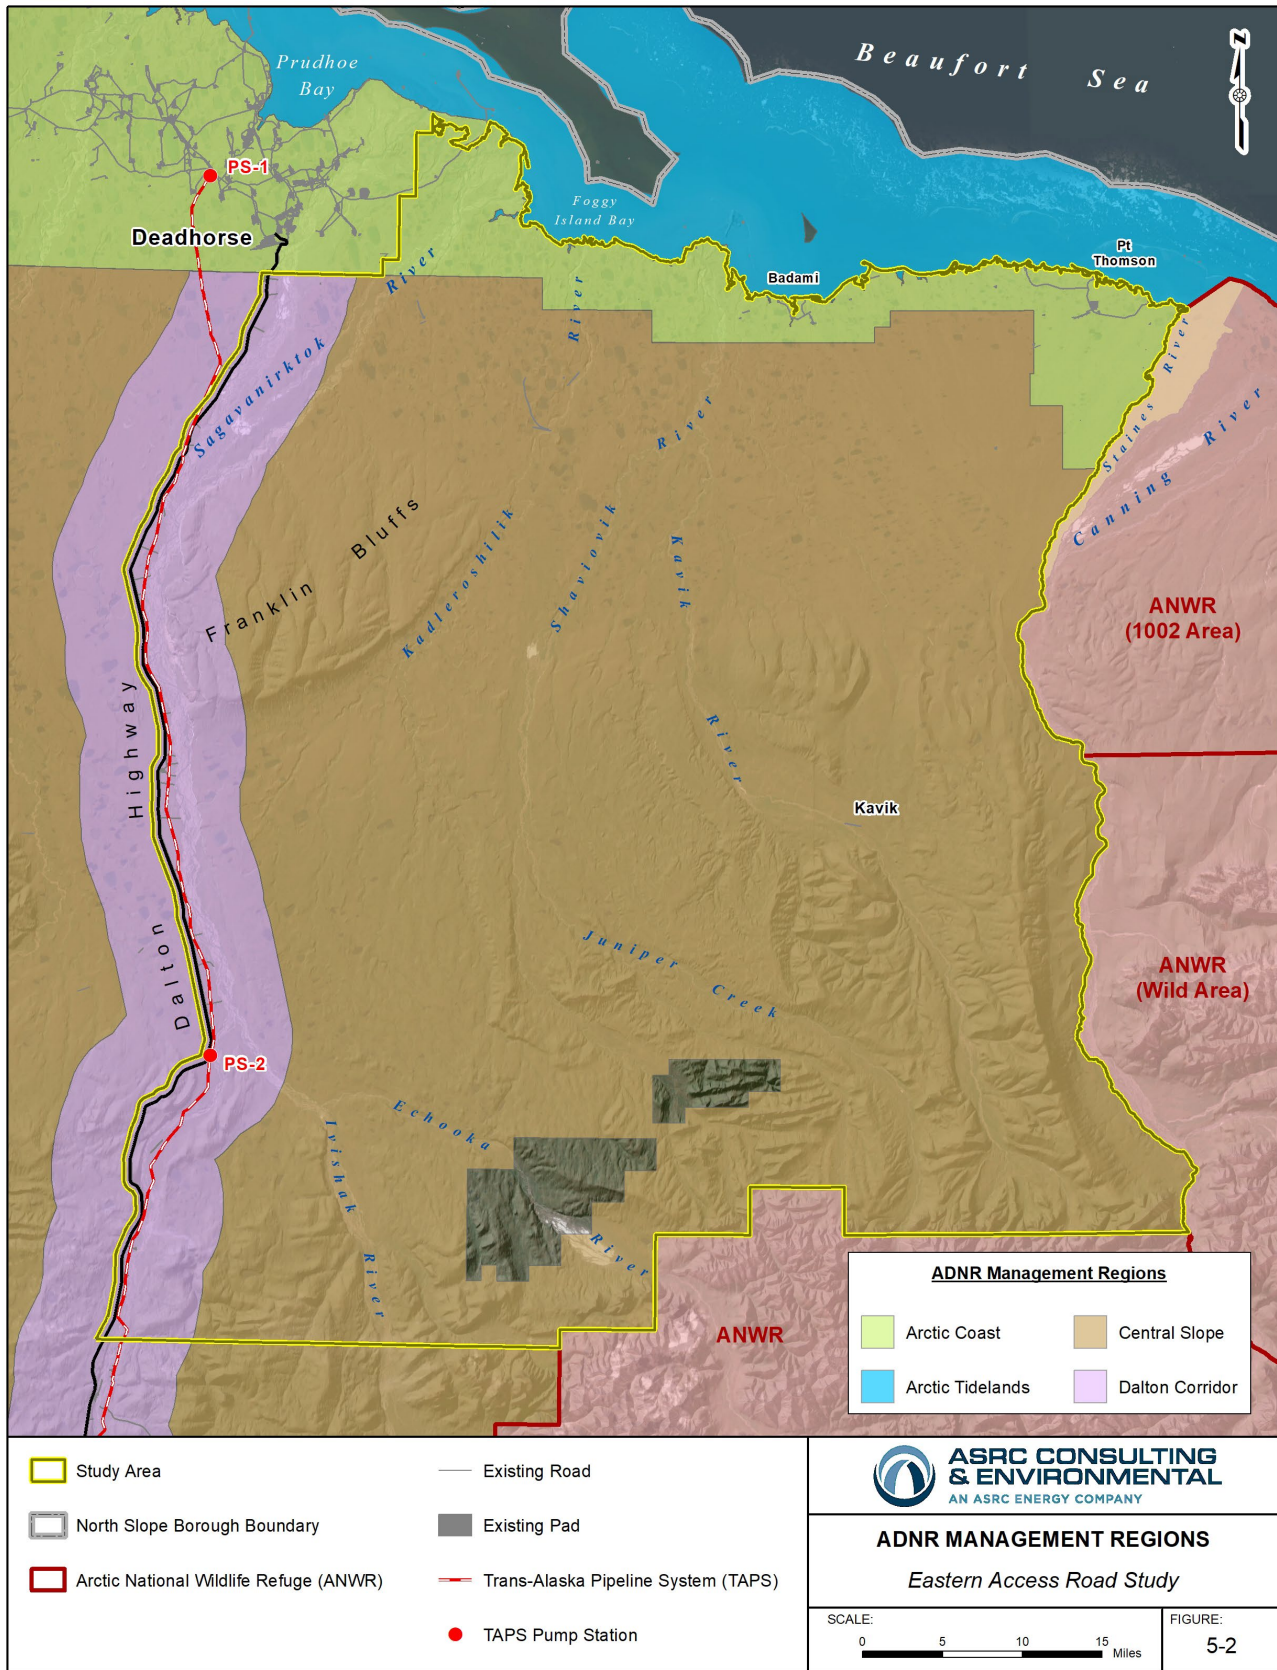 Prudhoe
Bay
Beaufort Sea
N
PS-1
Deadhorse
Foggy
Island Bay
Pt
Thomson
Badami
River
River
River
Staines
Sagavanirktok
River
Canning River
Franklin Bluffs
Kadleroshilik
Shaviovik
Kavik
ANWR
(1002 Area)
River
Highway
Kavik
Dalton
Juniper
Creek
ANWR
(Wild Area)
PS-2
Echooka
Ivishak
River
River
ANWR
ADNR Management Regions
Arctic Coast
Central Slope
Arctic Tidelands
Dalton Corridor
Study Area
North Slope Borough Boundary
Arctic National Wildlife Refuge (ANWR)
Existing Road
Existing Pad
Trans-Alaska Pipeline System (TAPS)
TAPS Pump Station
ASRC CONSULTING
& ENVIRONMENTAL
AN ASRC ENERGY COMPANY
ADNR MANAGEMENT REGIONS
Eastern Access Road Study
SCALE:
0 5 10 15
Miles
FIGURE:
5-2